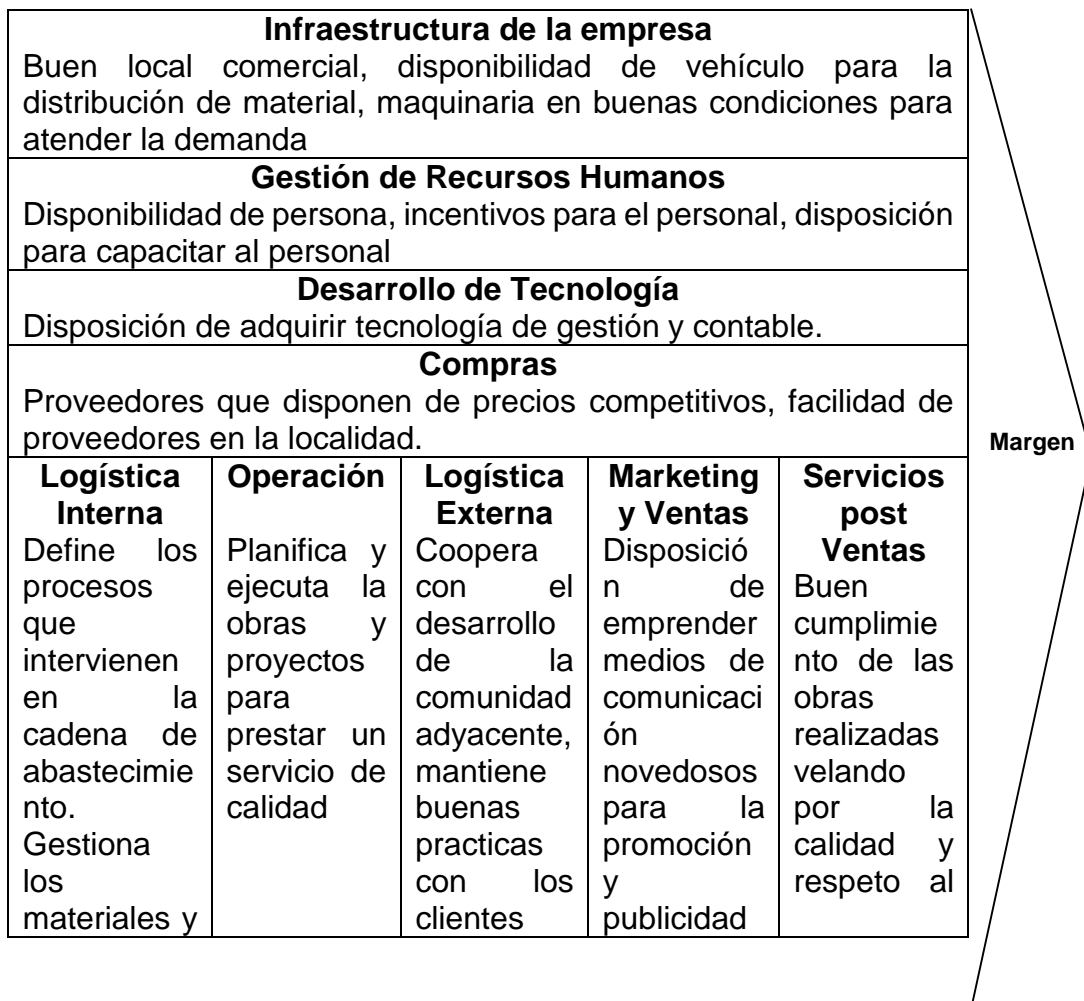 Infraestructura de la empresa
Buen local comercial, disponibilidad de vehículo para la
distribución de material, maquinaria en buenas condiciones para
atender la demanda
Gestión de Recursos Humanos
Disponibilidad de persona, incentivos para el personal, disposición
para capacitar al personal
Desarrollo de Tecnología
Disposición de adquirir tecnología de gestión y contable.
Compras
Proveedores que disponen de precios competitivos, facilidad de
proveedores en la localidad.
Logística
Interna
Define los
procesos
que
intervienen
en la
cadena de
abastecimie
nto.
Gestiona
los
materiales y
Operación
Planifica y
ejecuta la
obras y
proyectos
para
prestar un
servicio de
calidad
Logística
Externa
Coopera
con el
desarrollo
de la
comunidad
adyacente,
mantiene
buenas
practicas
con los
clientes
Marketing
y Ventas
Disposició
n de
emprender
medios de
comunicaci
ón
novedosos
para la
promoción
y
publicidad
Servicios
post
Ventas
Buen
cumplimie
nto de las
obras
realizadas
velando
por la
calidad y
respeto al
Margen